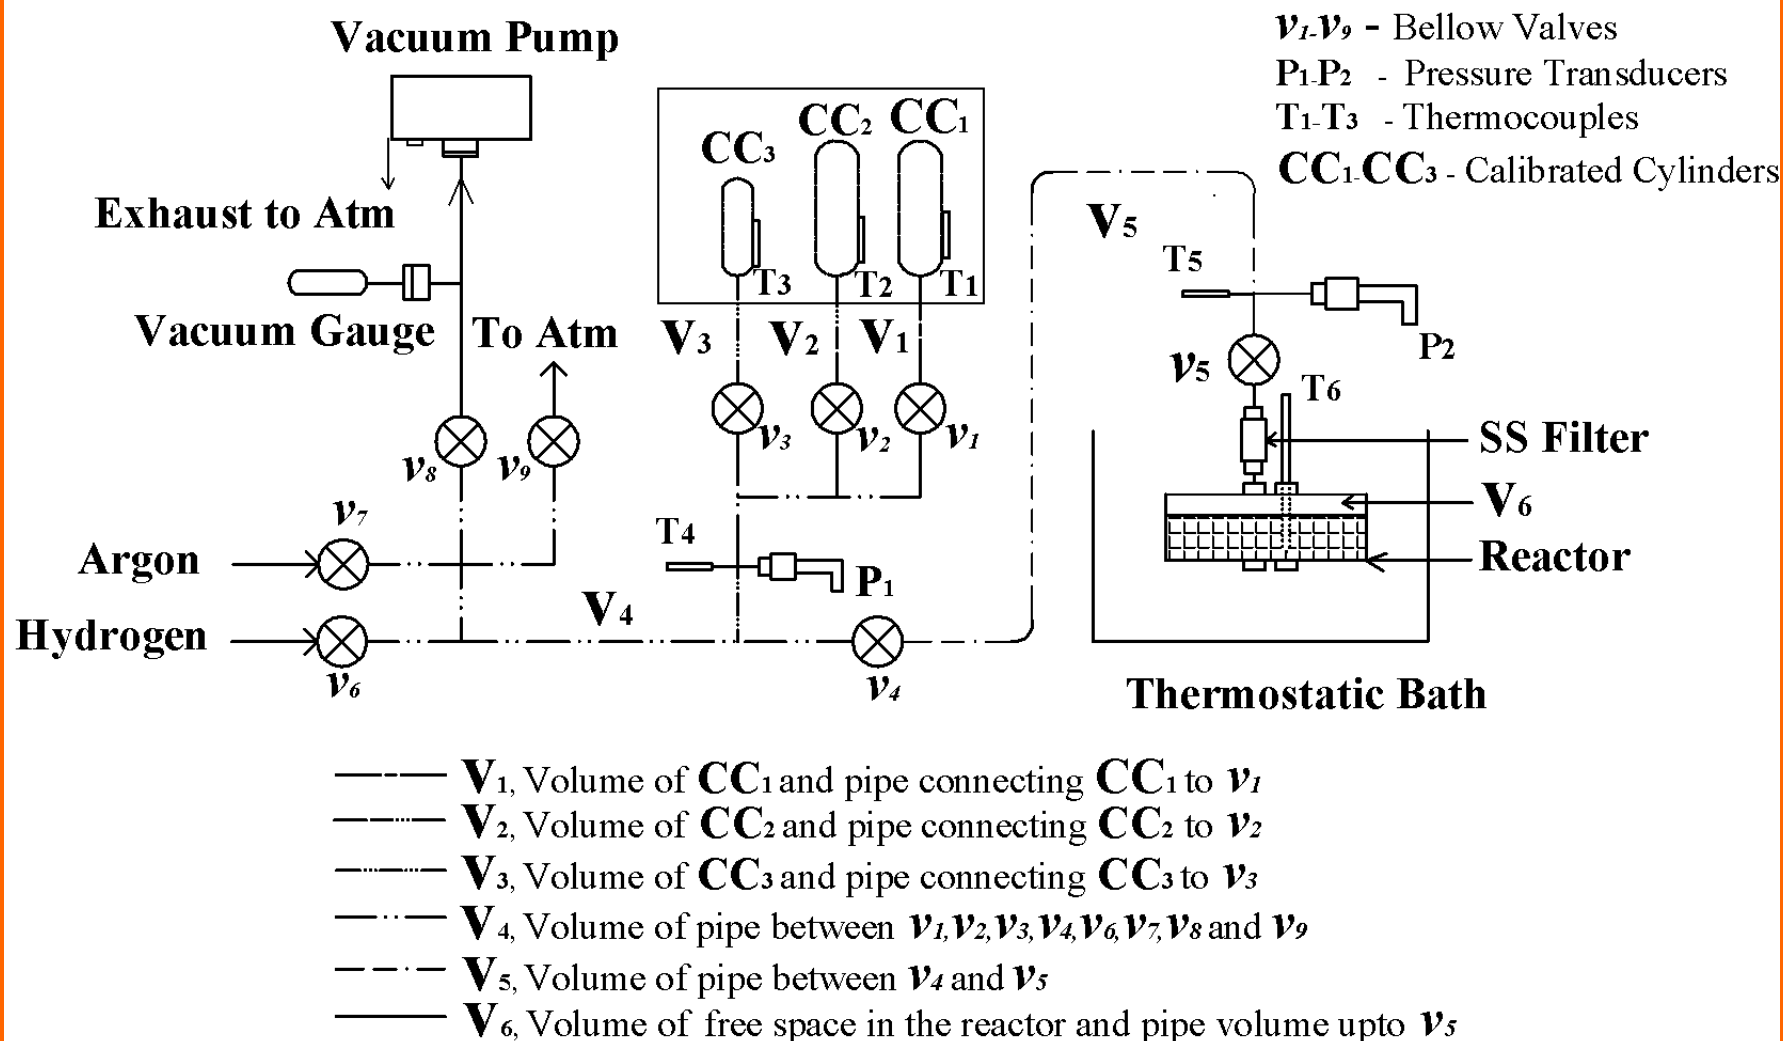 Vacuum Pump
Exhaust to Atm
Vacuum Gauge
To Atm
v8
v9
v7
Argon
Hydrogen
v6
CC3
CC2
CC1
T3
T2
T1
V3
V2
V1
v3
v2
v1
T4
P1
V4
v4
V5
T5
P2
v5
T6
SS Filter
V6
Reactor
Thermostatic Bath
v1-v9 - Bellow Valves
P1-P2 - Pressure Transducers
T1-T3 - Thermocouples
CC1-CC3 - Calibrated Cylinders
V1, Volume of CC1 and pipe connecting CC1 to v1
V2, Volume of CC2 and pipe connecting CC2 to v2
V3, Volume of CC3 and pipe connecting CC3 to v3
V4, Volume of pipe between v1,v2,v3,v4,v6,v7,v8 and v9
V5, Volume of pipe between v4 and v5
V6, Volume of free space in the reactor and pipe volume upto v5